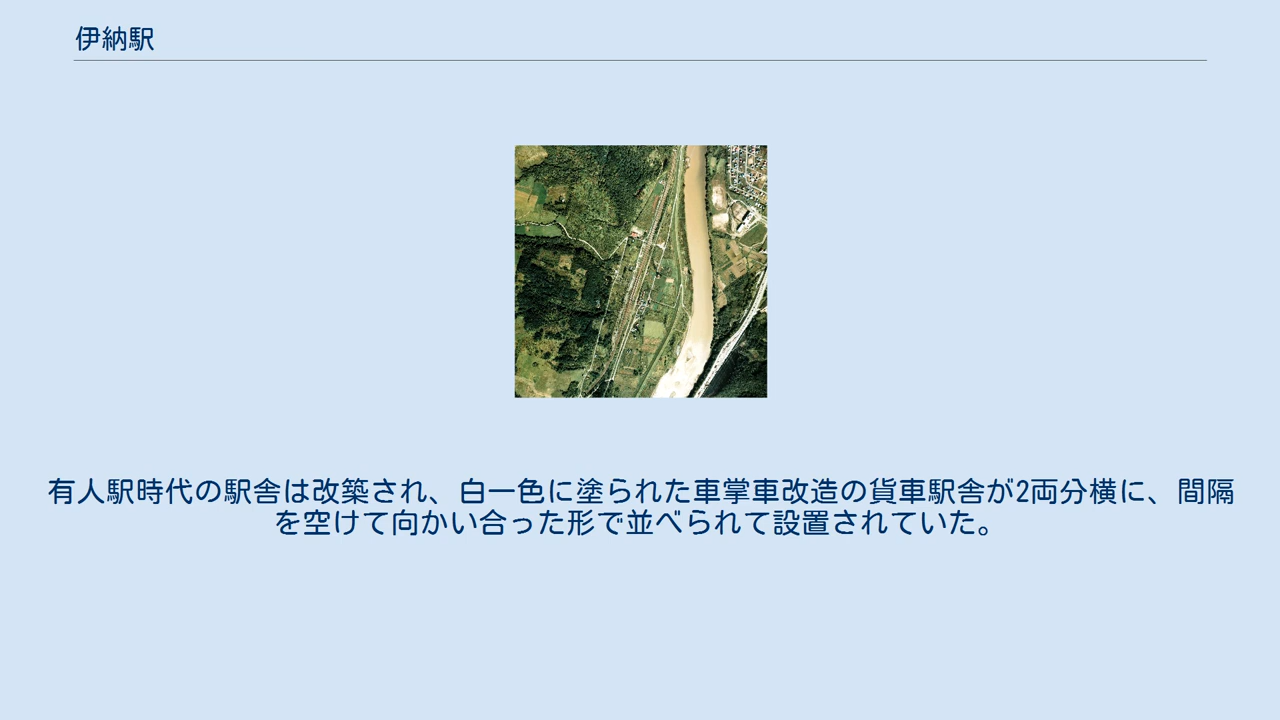 伊納駅
有人駅時代の駅舎は改築され、白一色に塗られた車掌車改造の貨車駅舎が2両分横に、間隔
を空けて向かい合った形で並べられて設置されていた。